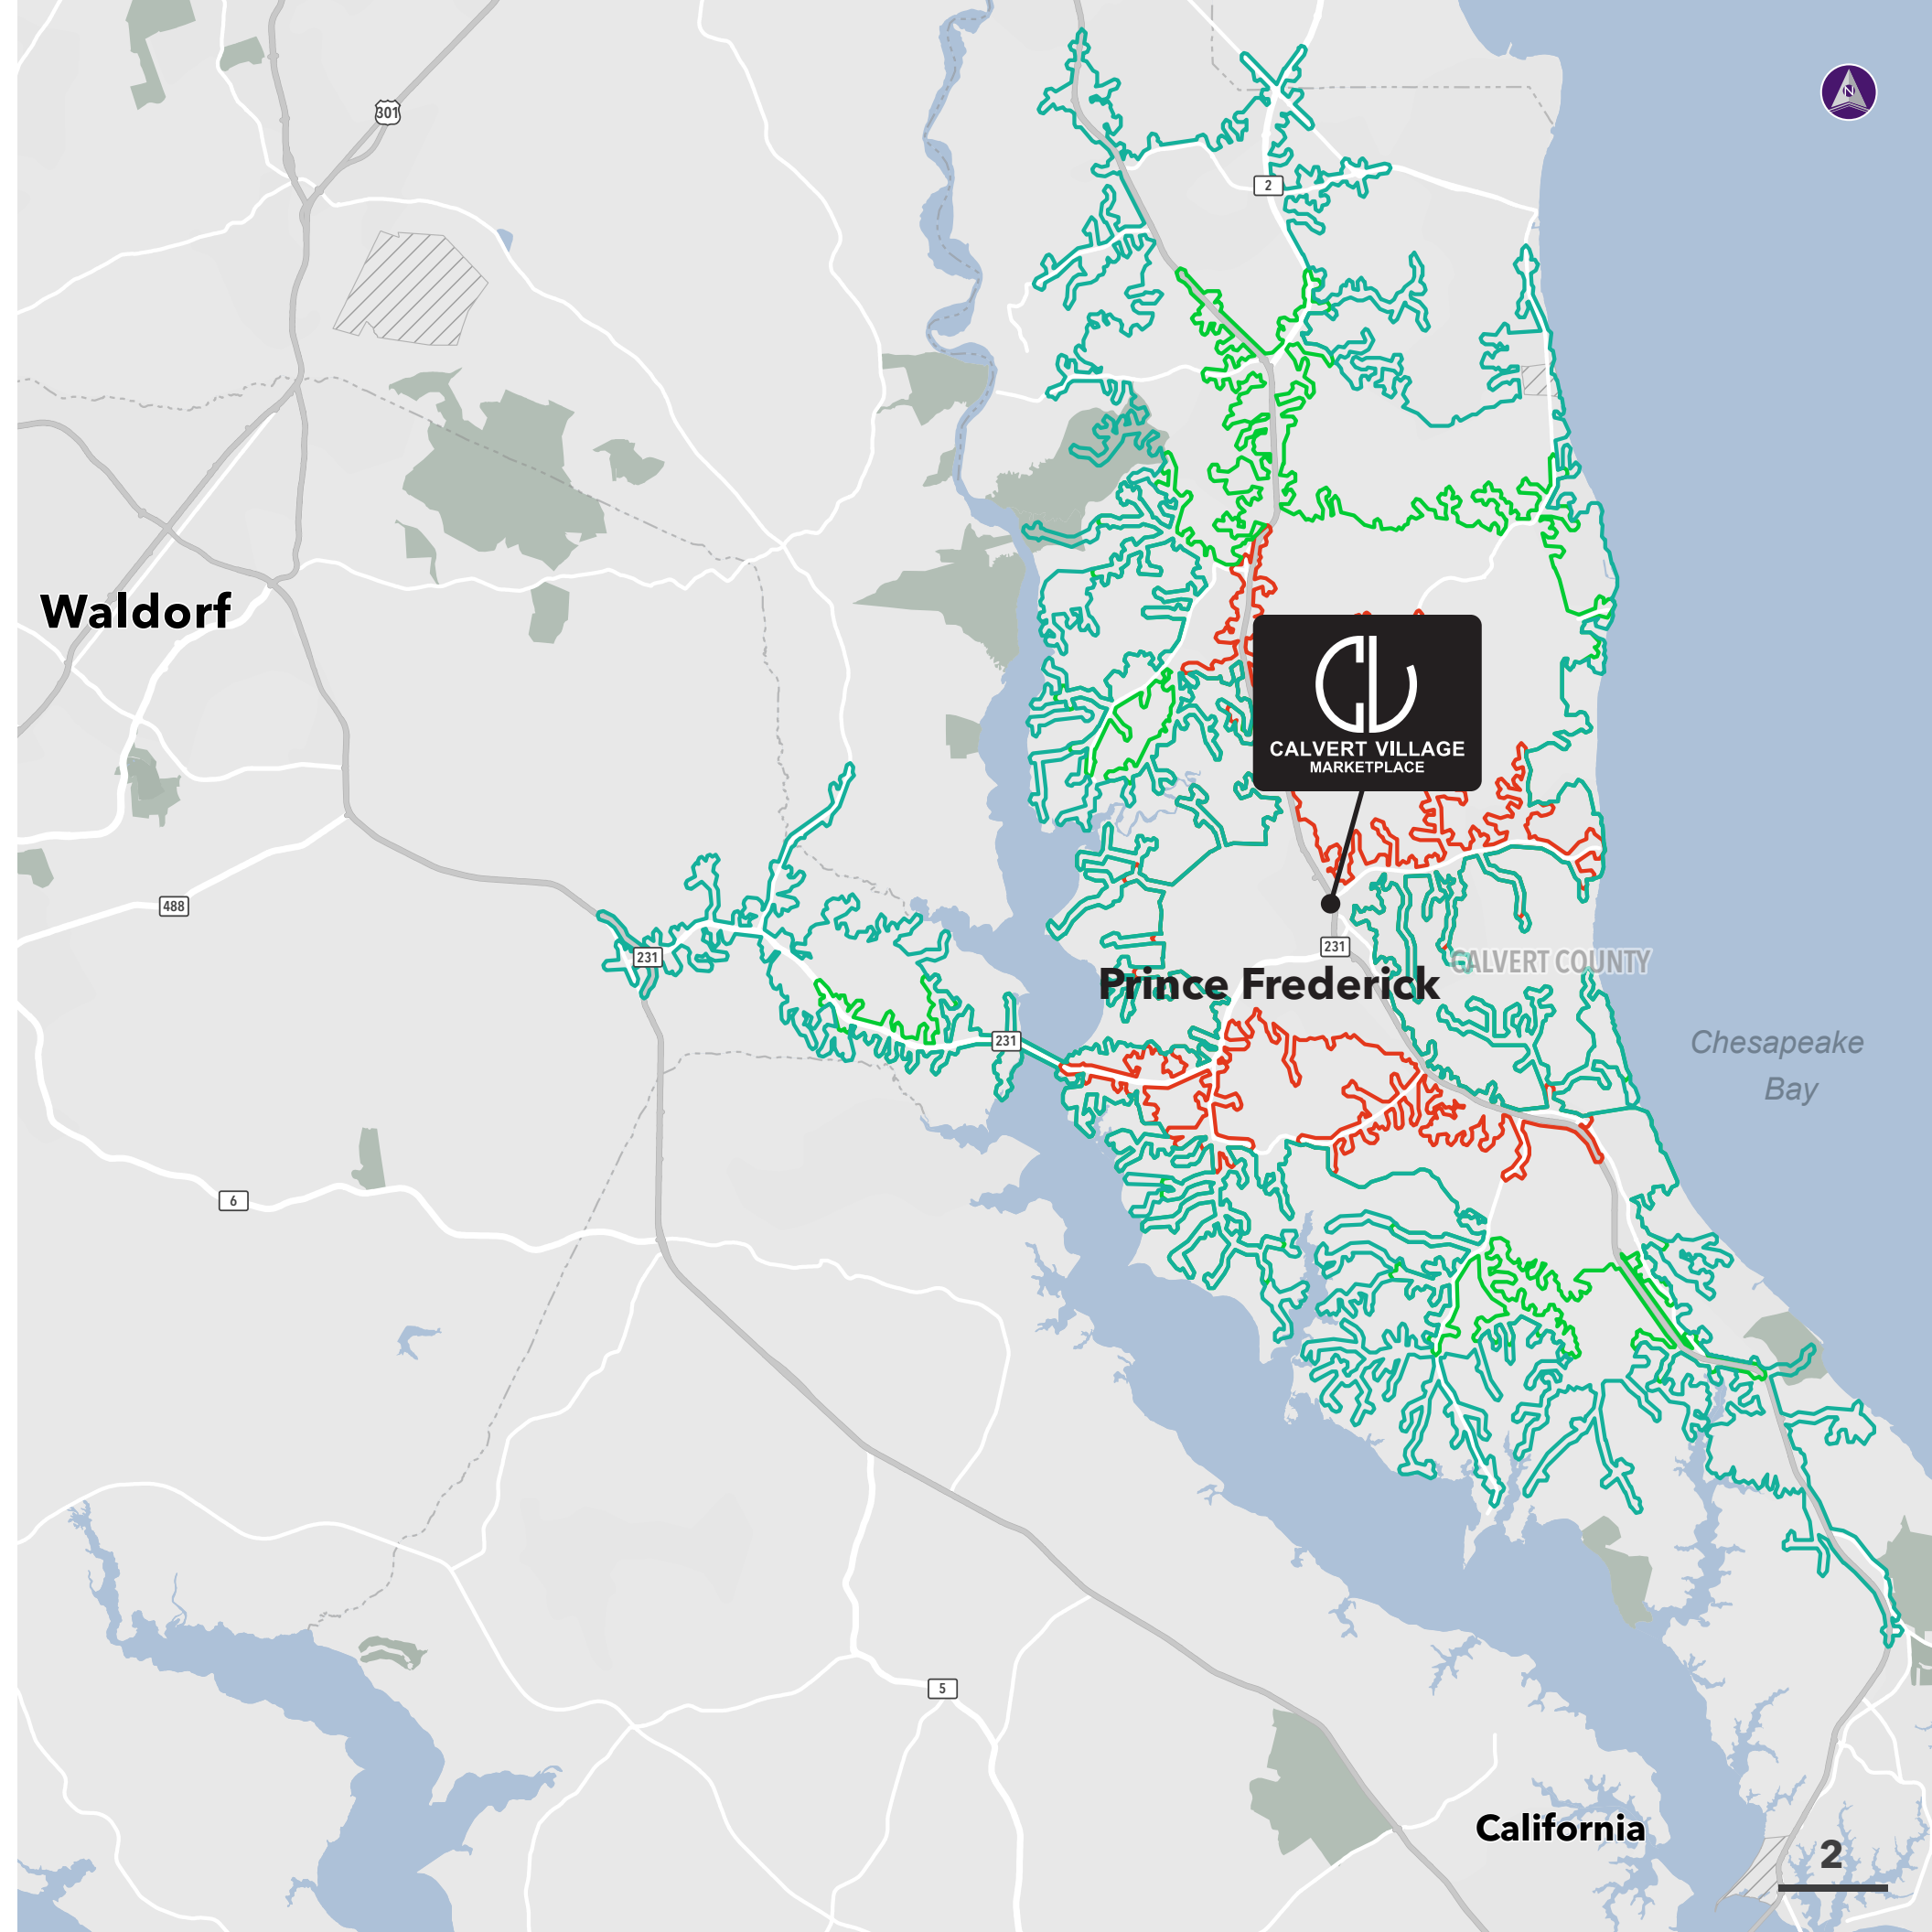 N
301
2
Waldorf
CALVERT VILLAGE
MARKETPLACE
488
231
231
CALVERT COUNTY
Prince Frederick
231
Chesapeake
Bay
6
5
California
2